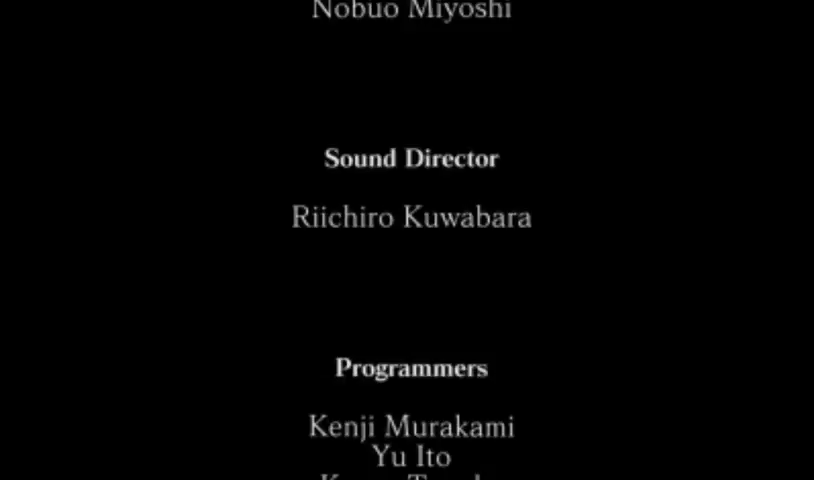 Nobuo Miyoshi
Sound Director
Riichiro Kuwabara
Programmers
Kenji Murakami
Yu Ito